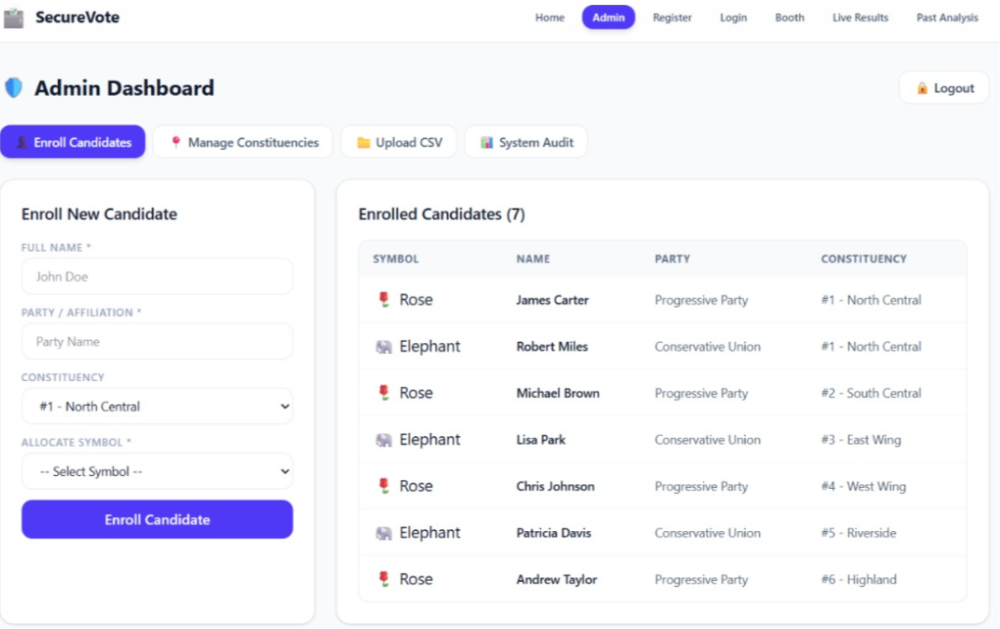 SecureVote
Home Admin Register Login Booth Live Results Past Analysis
Admin Dashboard
Logout
Enroll Candidates Manage Constituencies Upload CSV System Audit
Enroll New Candidate
FULL NAME *
John Doe
PARTY / AFFILIATION *
Party Name
CONSTITUENCY
#1 - North Central
ALLOCATE SYMBOL *
-- Select Symbol --
Enroll Candidate
Enrolled Candidates (7)
SYMBOL NAME PARTY CONSTITUENCY
Rose James Carter Progressive Party #1 - North Central
Elephant Robert Miles Conservative Union #1 - North Central
Rose Michael Brown Progressive Party #2 - South Central
Elephant Lisa Park Conservative Union #3 - East Wing
Rose Chris Johnson Progressive Party #4 - West Wing
Elephant Patricia Davis Conservative Union #5 - Riverside
Rose Andrew Taylor Progressive Party #6 - Highland